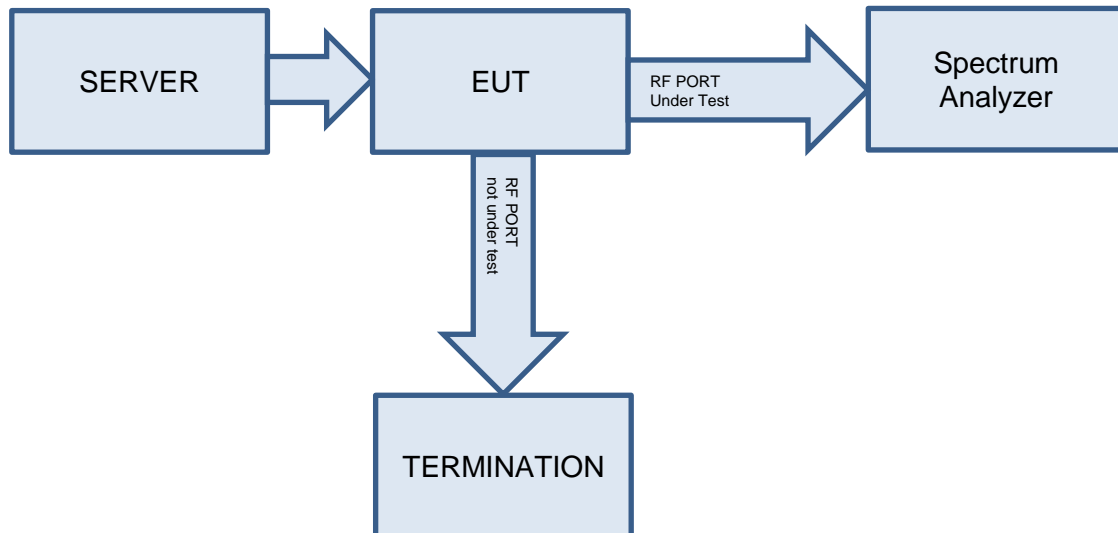 SERVER
EUT
RF PORT
Under Test
Spectrum
Analyzer
RF PORT
not under test
TERMINATION